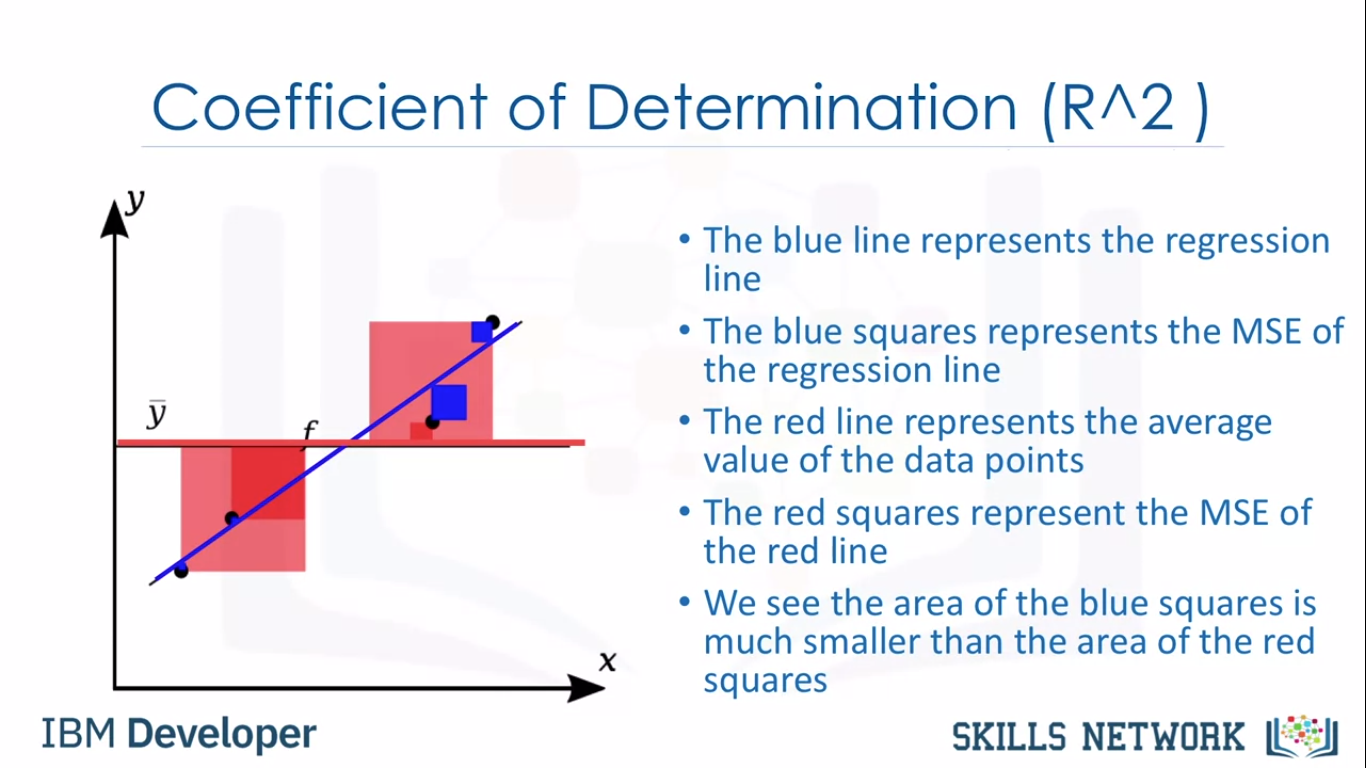 Coefficient of Determination (R^2 )
y
• The blue line represents the regression
line
• The blue squares represents the MSE of
the regression line
• The red line represents the average
value of the data points
• The red squares represent the MSE of
the red line
• We see the area of the blue squares is
much smaller than the area of the red
squares
ȳ
f
x
IBM Developer
SKILLS NETWORK